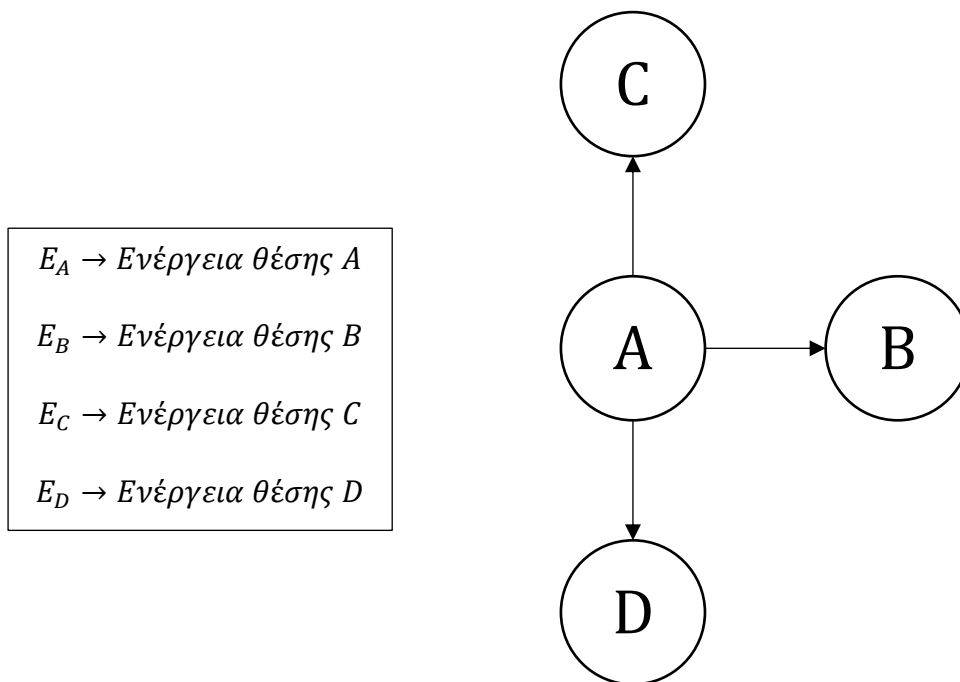 E_A → Ενέργεια θέσης A
E_B → Ενέργεια θέσης B
E_C → Ενέργεια θέσης C
E_D → Ενέργεια θέσης D
C
A
B
D